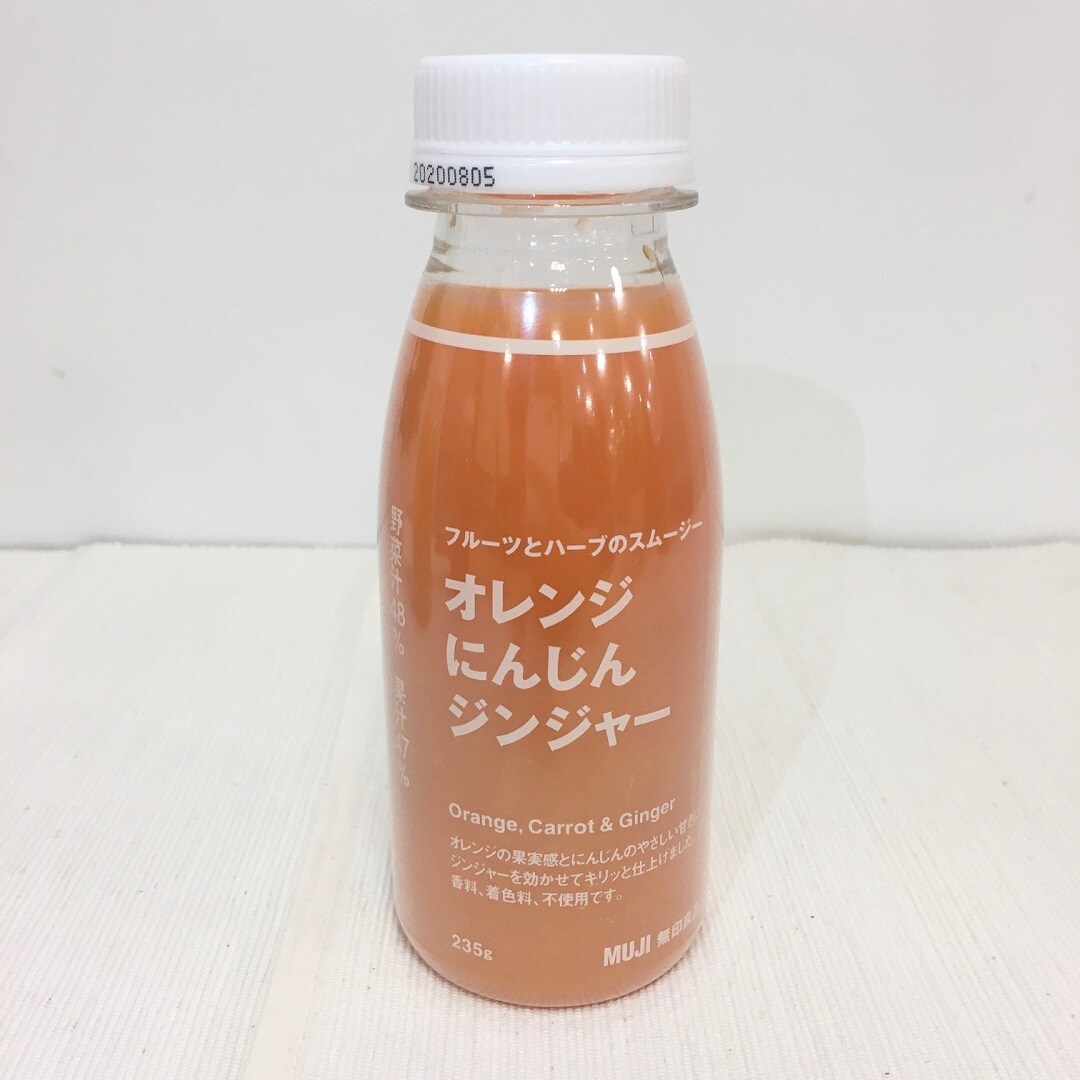 20200805
フルーツとハーブのスムージー
オレンジ
にんじん
ジンジャー
Orange, Carrot & Ginger
オレンジの果実感とにんじんのやさしい甘さに
ジンジャーを効かせてキリッと仕上げました。
香料、着色料、不使用です。
235g
MUJI 無印良
野菜汁48% 果汁47%